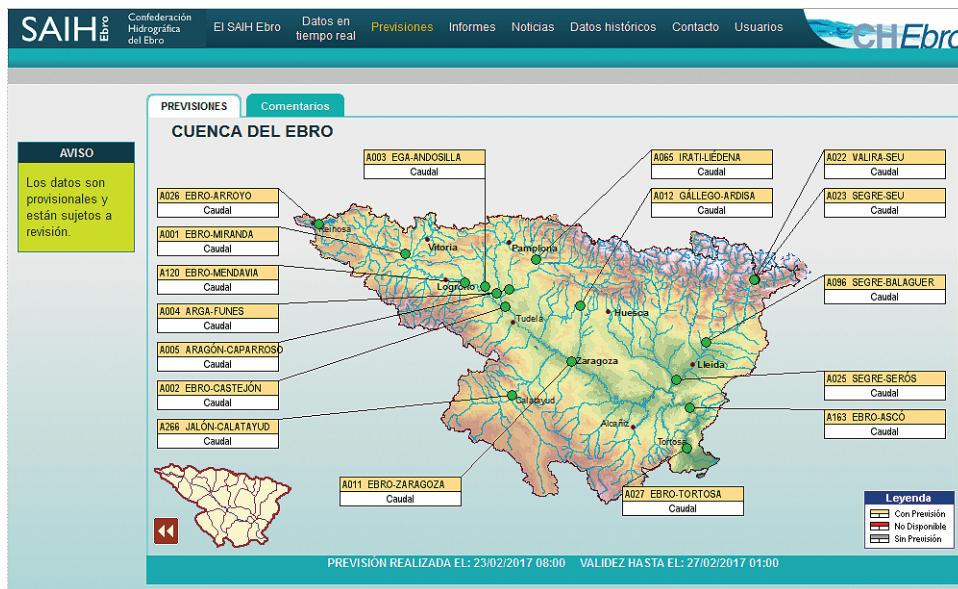 SAIH Ebro
Confederación
Hidrográfica
del Ebro
El SAIH Ebro
Datos en
tiempo real
Previsiones
Informes
Noticias
Datos históricos
Contacto
Usuarios
CHEbro
PREVISIONES
Comentarios
CUENCA DEL EBRO
AVISO
Los datos son
provisionales y
están sujetos a
revisión.
A003 EGA-ANDOSILLA
Caudal
A065 IRATI-LIÉDENA
Caudal
A022 VALIRA-SEU
Caudal
A026 EBRO-ARROYO
Caudal
A012 GÁLLEGO-ARDISA
Caudal
A023 SEGRE-SEU
Caudal
A001 EBRO-MIRANDA
Caudal
A120 EBRO-MENDAVIA
Caudal
A096 SEGRE-BALAGUER
Caudal
A004 ARGA-FUNES
Caudal
A005 ARAGÓN-CAPARROSO
Caudal
A002 EBRO-CASTEJÓN
Caudal
A025 SEGRE-SERÓS
Caudal
A266 JALÓN-CALATAYUD
Caudal
A163 EBRO-ASCÓ
Caudal
A011 EBRO-ZARAGOZA
Caudal
A027 EBRO-TORTOSA
Caudal
Reinosa
Vitoria
Pamplona
Logroño
Tudela
Huesca
Zaragoza
Lleida
Calatayud
Alcañiz
Tortosa
Leyenda
Con Previsión
No Disponible
Sin Previsión
PREVISIÓN REALIZADA EL: 23/02/2017 08:00 VALIDEZ HASTA EL: 27/02/2017 01:00